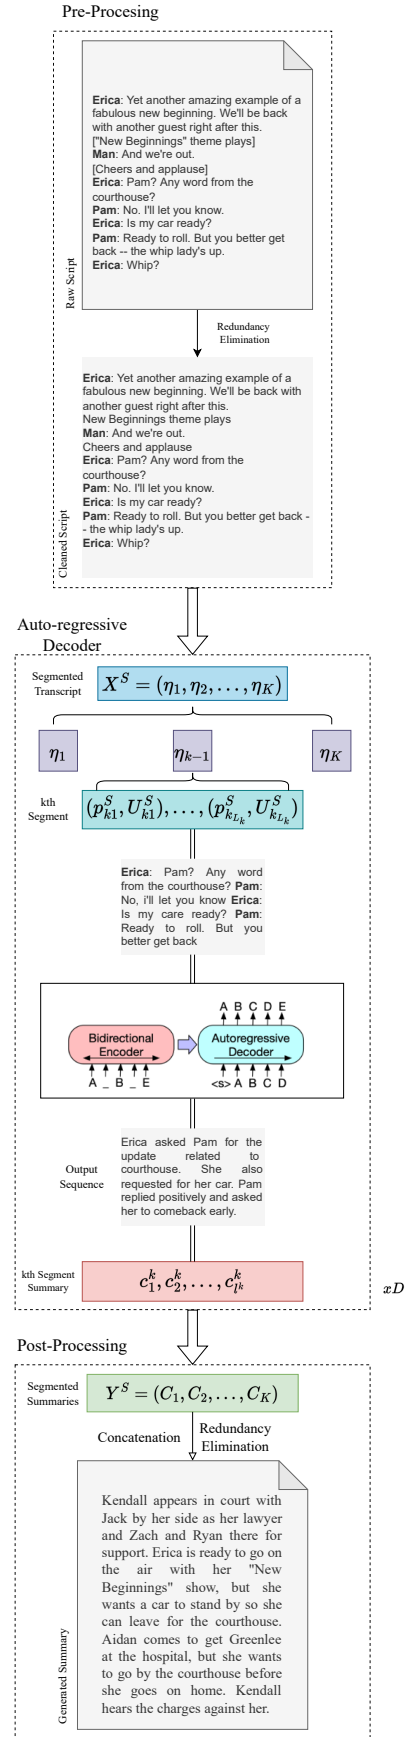 Pre-Procesing
Erica: Yet another amazing example of a
fabulous new beginning. We'll be back
with another guest right after this.
["New Beginnings" theme plays]
Man: And we're out.
[Cheers and applause]
Erica: Pam? Any word from the
courthouse?
Pam: No. I'll let you know.
Erica: Is my car ready?
Pam: Ready to roll. But you better get
back -- the whip lady's up.
Erica: Whip?
Raw Script
Redundancy
Elimination
Erica: Yet another amazing example of a
fabulous new beginning. We'll be back with
another guest right after this.
New Beginnings theme plays
Man: And we're out.
Cheers and applause
Erica: Pam? Any word from the
courthouse?
Pam: No. I'll let you know.
Erica: Is my car ready?
Pam: Ready to roll. But you better get back -
- the whip lady's up.
Erica: Whip?
Cleaned Script
Auto-regressive
Decoder
Segmented
Transcript
X^S = (η_1, η_2, . . . , η_K)
η_1
η_{k−1}
η_K
kth
Segment
(p^S_{k1}, U^S_{k1}), . . . , (p^S_{k_{L_k}}, U^S_{k_{L_k}})
Erica: Pam? Any word
from the courthouse? Pam:
No, i'll let you know Erica:
Is my care ready? Pam:
Ready to roll. But you
better get back
A B C D E
Bidirectional
Encoder
Autoregressive
Decoder
A _ B _ E
<s> A B C D
Output
Sequence
Erica asked Pam for the
update related to
courthouse. She also
requested for her car. Pam
replied positively and asked
her to comeback early.
kth Segment
Summary
c^k_1, c^k_2, . . . , c^k_{l^k}
xD
Post-Processing
Segmented
Summaries
Y^S = (C_1, C_2, . . . , C_K)
Concatenation
Redundancy
Elimination
Kendall appears in court with
Jack by her side as her lawyer
and Zach and Ryan there for
support. Erica is ready to go on
the air with her "New
Beginnings" show, but she
wants a car to stand by so she
can leave for the courthouse.
Aidan comes to get Greenlee
at the hospital, but she wants
to go by the courthouse before
she goes on home. Kendall
hears the charges against her.
Generated Summary